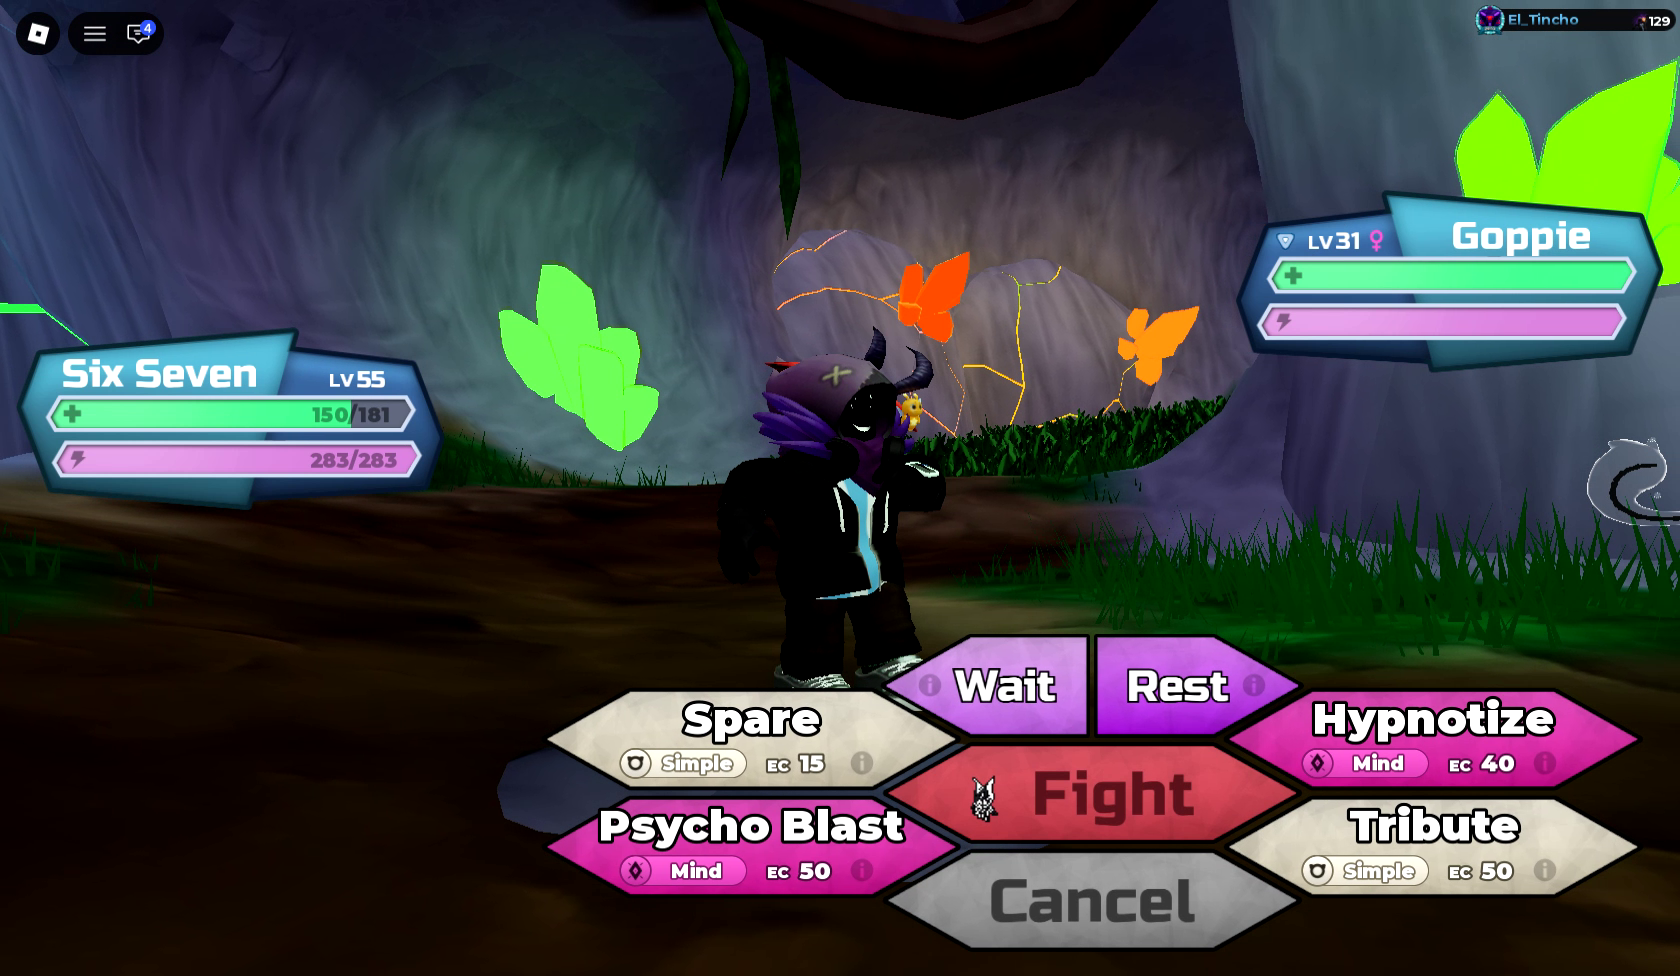 4
El_Tincho
129
LV31
Goppie
Six Seven
LV55
150/181
283/283
Wait
Rest
Spare
Simple EC 15
Hypnotize
Mind EC 40
Fight
Psycho Blast
Mind EC 50
Tribute
Simple EC 50
Cancel